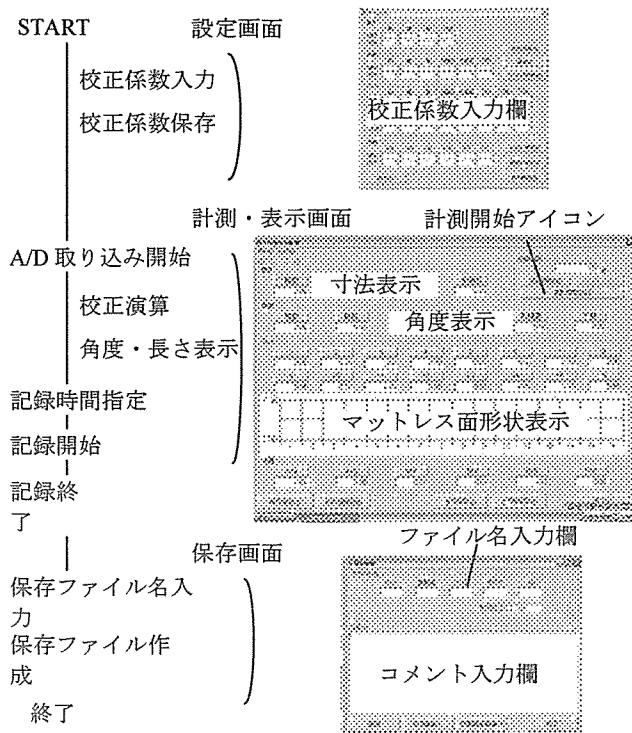 START
設定画面
校正係数入力
校正係数保存
校正係数入力欄
計測・表示画面
計測開始アイコン
A/D 取り込み開始
校正演算
角度・長さ表示
寸法表示
角度表示
記録時間指定
マットレス面形状表示
記録開始
記録終
了
ファイル名入力欄
保存画面
保存ファイル名入
力
保存ファイル作
成
コメント入力欄
終了